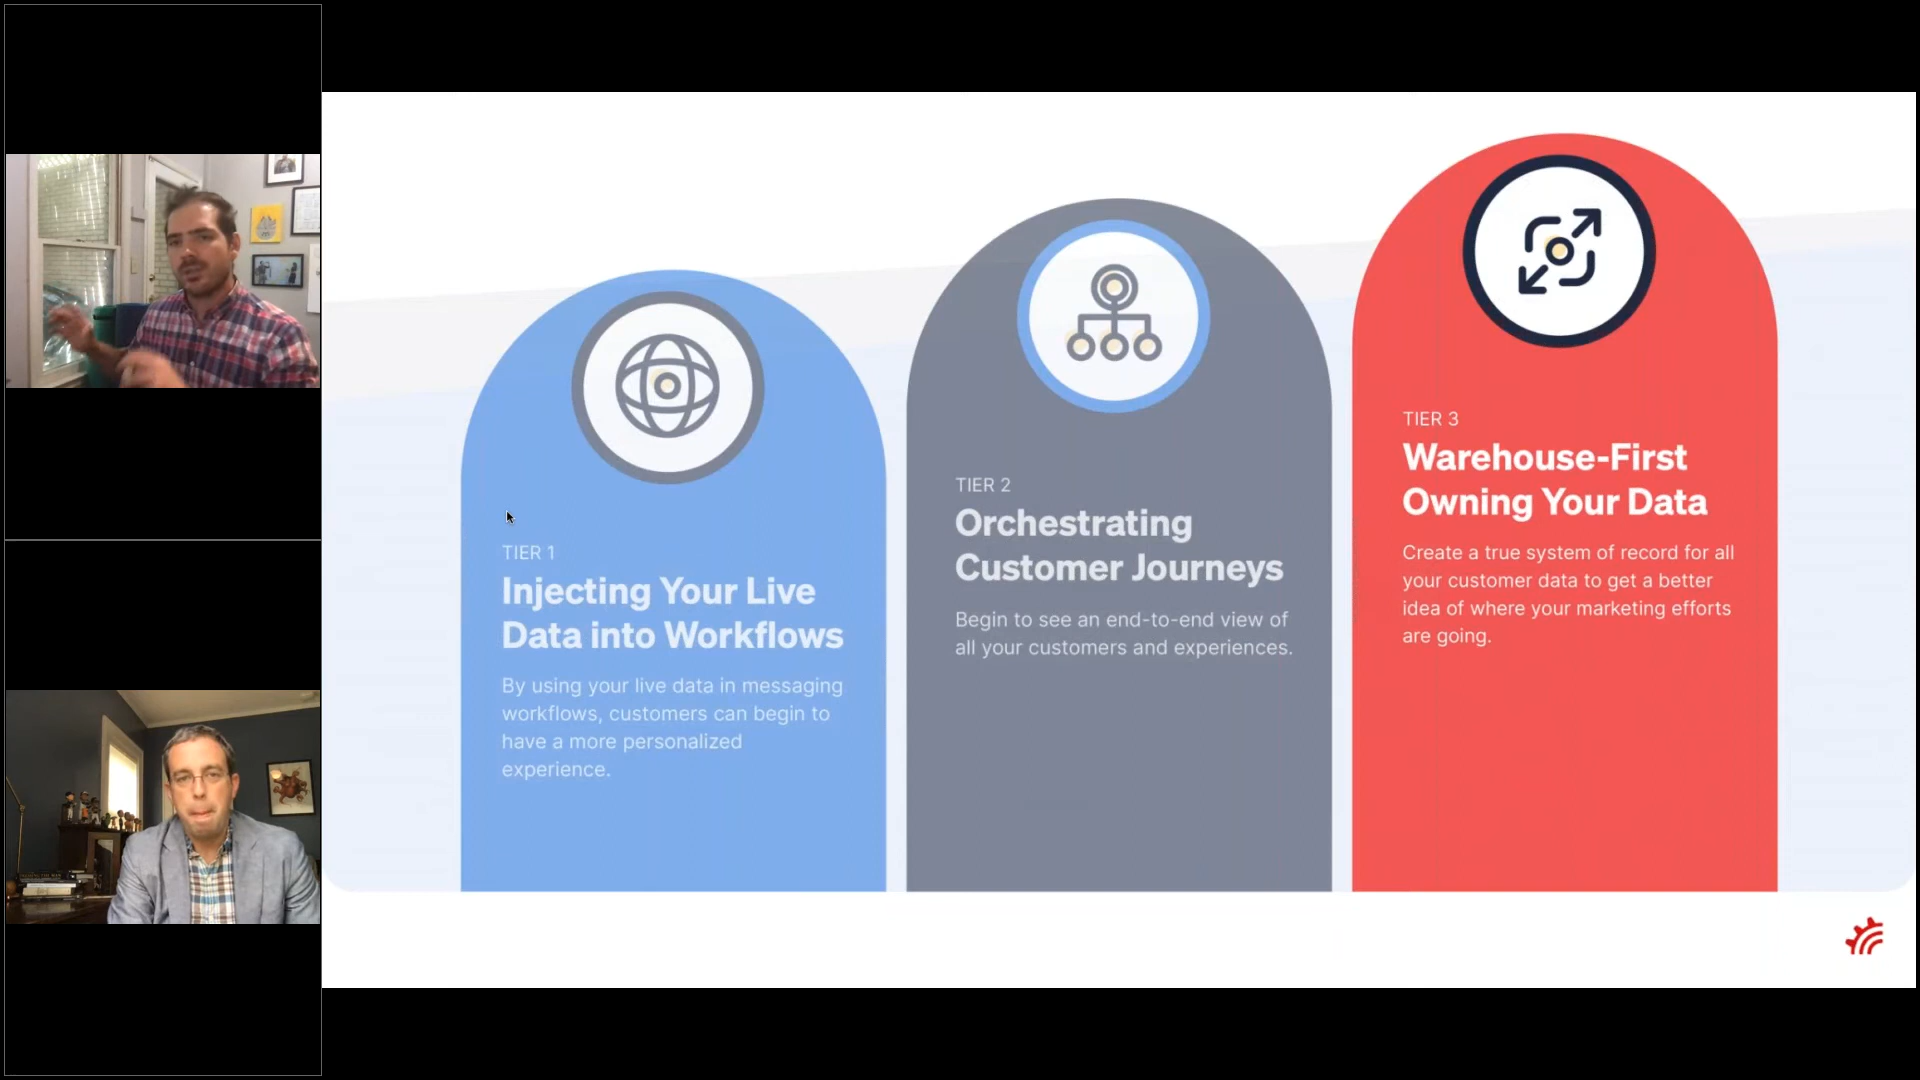 TIER 1
Injecting Your Live
Data into Workflows
By using your live data in messaging
workflows, customers can begin to
have a more personalized
experience.
TIER 2
Orchestrating
Customer Journeys
Begin to see an end-to-end view of
all your customers and experiences.
TIER 3
Warehouse-First
Owning Your Data
Create a true system of record for all
your customer data to get a better
idea of where your marketing efforts
are going.